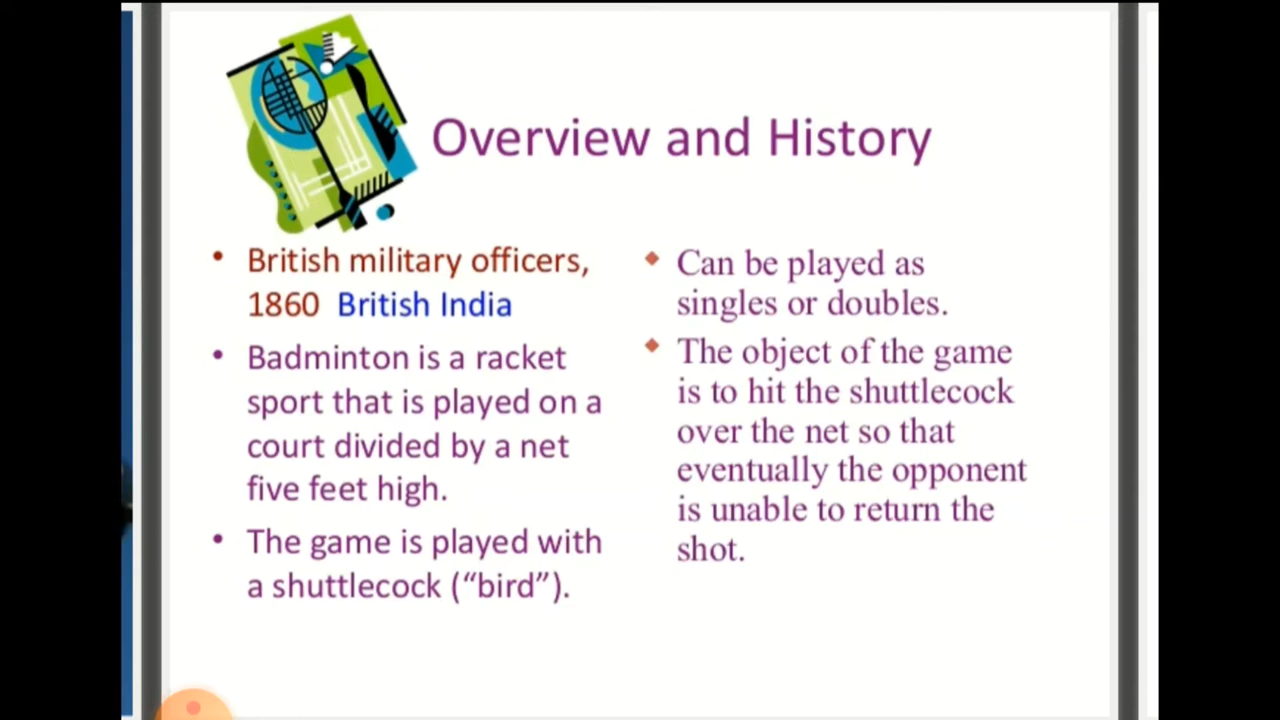 Overview and History
• British military officers,
1860 British India
• Badminton is a racket
sport that is played on a
court divided by a net
five feet high.
• The game is played with
a shuttlecock (“bird”).
◆ Can be played as
singles or doubles.
◆ The object of the game
is to hit the shuttlecock
over the net so that
eventually the opponent
is unable to return the
shot.